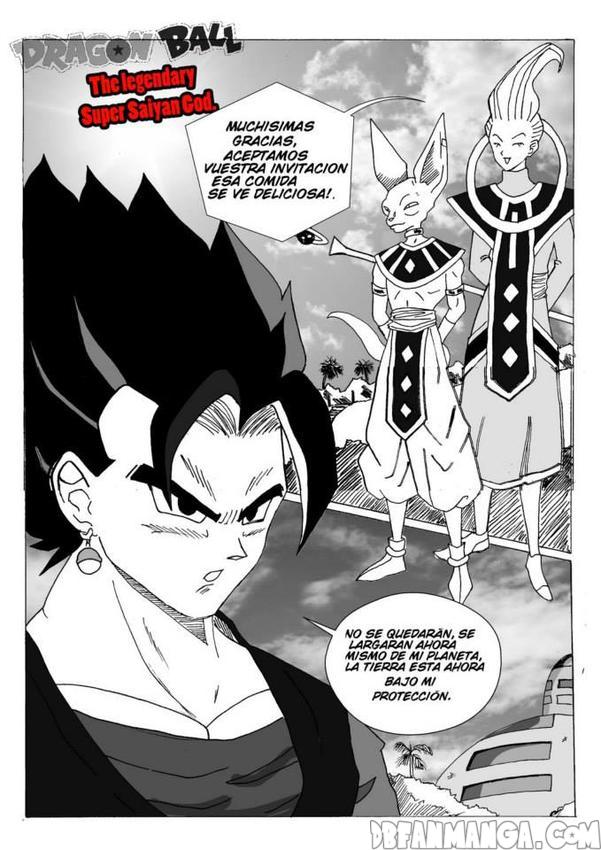 DRAGON BALL
The legendary
Super Saiyan God.
MUCHISIMAS
GRACIAS,
ACEPTAMOS
VUESTRA INVITACION
ESA COMIDA
SE VE DELICIOSA!.
NO SE QUEDARÁN, SE
LARGARAN AHORA
MISMO DE MI PLANETA,
LA TIERRA ESTA AHORA
BAJO MI
PROTECCIÓN.
DBFANMANGA.COM